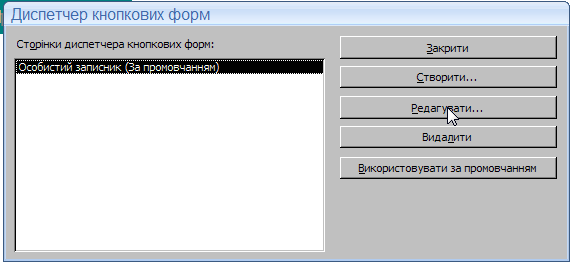 Диспетчер кнопкових форм
Сторінки диспетчера кнопкових форм:
Особистий записник (За промовчанням)
Закрити
Створити...
Редагувати...
Видалити
Використовувати за промовчанням